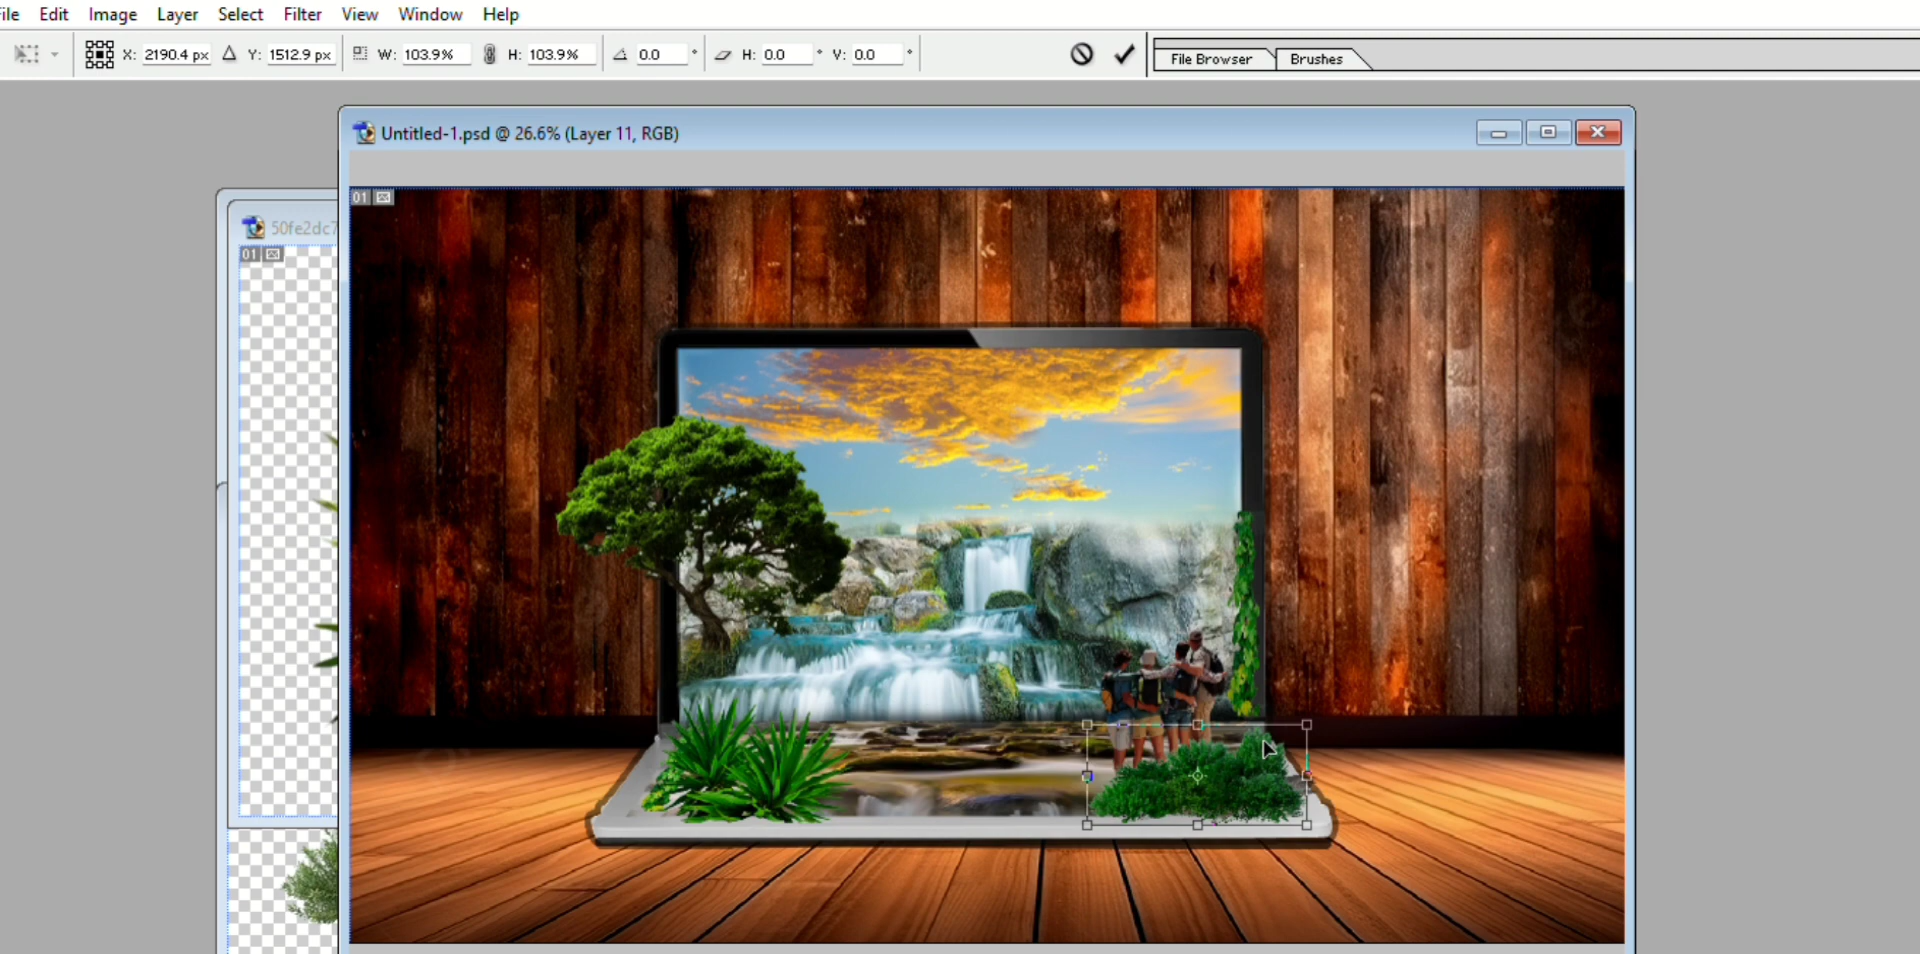 ile Edit Image Layer Select Filter View Window Help
X: 2190.4 px Y: 1512.9 px W: 103.9% H: 103.9% 0.0 ° H: 0.0 ° V: 0.0 ° File Browser Brushes
Untitled-1.psd @ 26.6% (Layer 11, RGB)
01
50fe2dc7
01